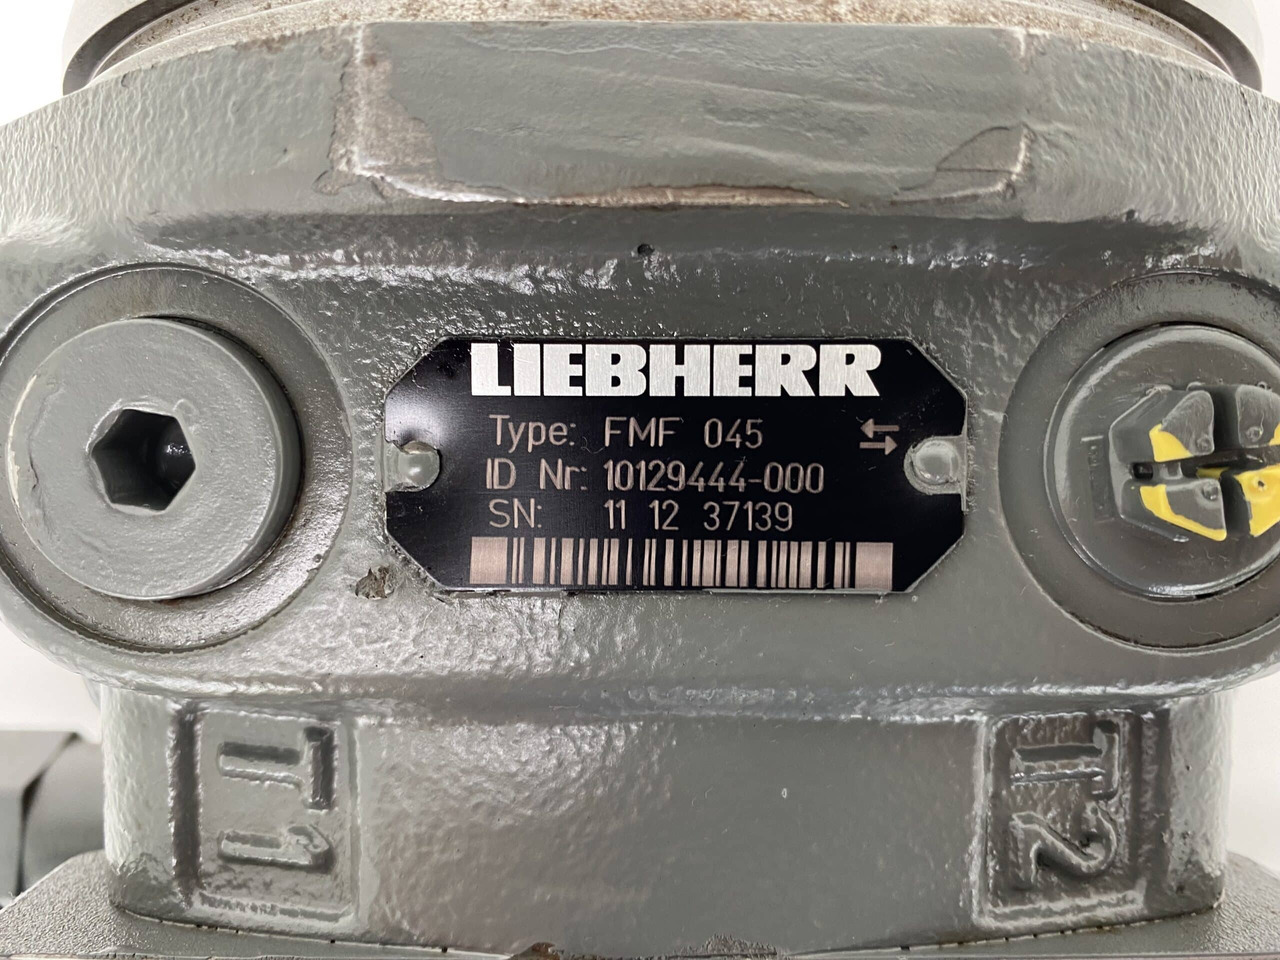 LIEBHERR
Type: FMF 045
ID Nr: 10129444-000
SN: 11 12 37139
T1
T2